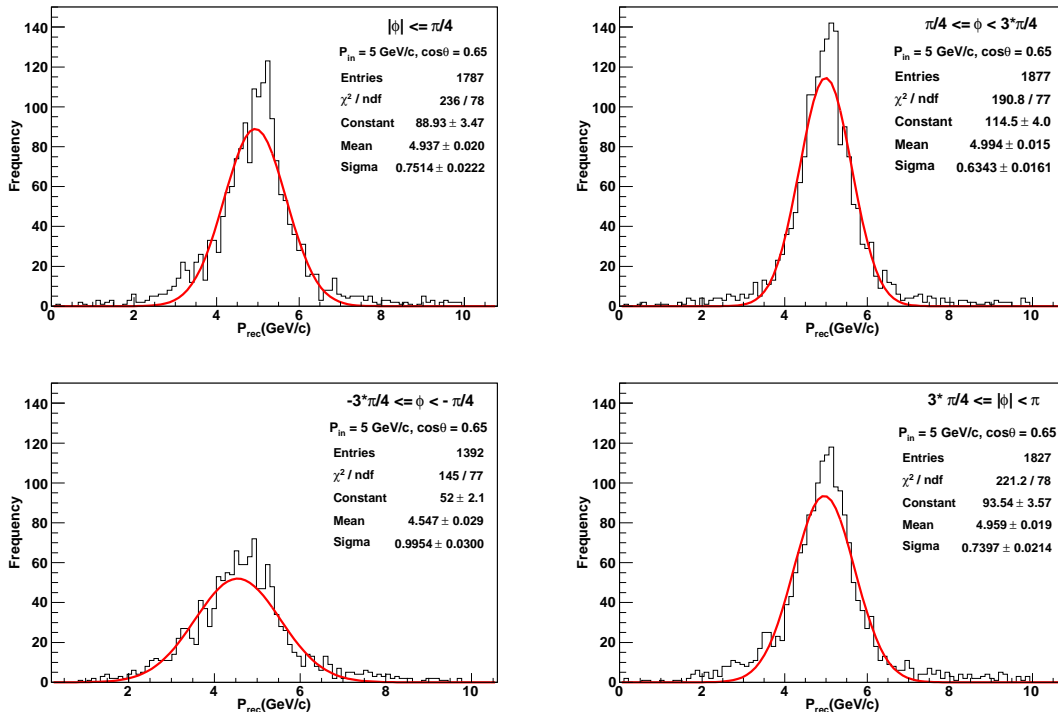 |ϕ| <= π/4
P_in = 5 GeV/c, cosθ = 0.65
Entries 1787
χ² / ndf 236 / 78
Constant 88.93 ± 3.47
Mean 4.937 ± 0.020
Sigma 0.7514 ± 0.0222
Frequency
140
120
100
80
60
40
20
0
0 2 4 6 8 10
P_rec(GeV/c)
π/4 <= ϕ < 3*π/4
P_in = 5 GeV/c, cosθ = 0.65
Entries 1877
χ² / ndf 190.8 / 77
Constant 114.5 ± 4.0
Mean 4.994 ± 0.015
Sigma 0.6343 ± 0.0161
Frequency
140
120
100
80
60
40
20
0
0 2 4 6 8 10
P_rec(GeV/c)
-3*π/4 <= ϕ < - π/4
P_in = 5 GeV/c, cosθ = 0.65
Entries 1392
χ² / ndf 145 / 77
Constant 52 ± 2.1
Mean 4.547 ± 0.029
Sigma 0.9954 ± 0.0300
Frequency
140
120
100
80
60
40
20
0
2 4 6 8 10
P_rec(GeV/c)
3* π/4 <= |ϕ| < π
P_in = 5 GeV/c, cosθ = 0.65
Entries 1827
χ² / ndf 221.2 / 78
Constant 93.54 ± 3.57
Mean 4.959 ± 0.019
Sigma 0.7397 ± 0.0214
Frequency
140
120
100
80
60
40
20
0
0 2 4 6 8 10
P_rec(GeV/c)